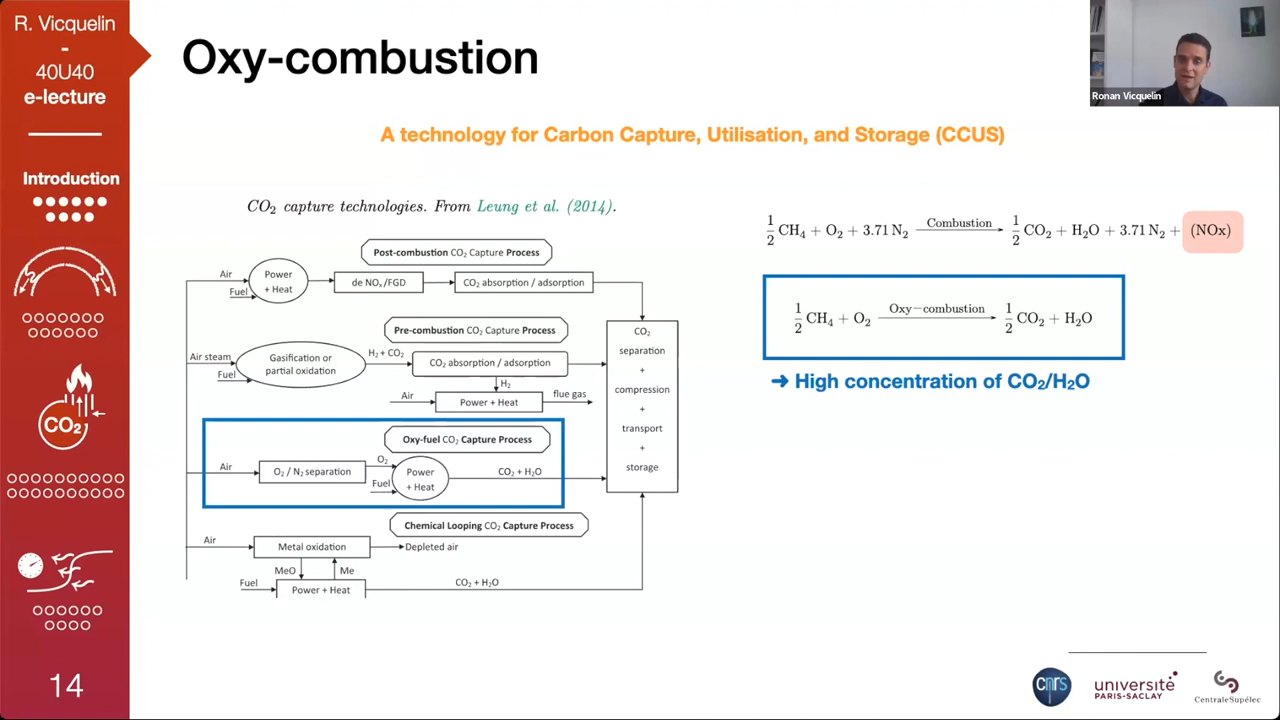 R. Vicquelin
-
40U40
e-lecture
Introduction
CO₂
14
Oxy-combustion
Ronan Vicquelin
A technology for Carbon Capture, Utilisation, and Storage (CCUS)
CO₂ capture technologies. From Leung et al. (2014).
Post-combustion CO₂ Capture Process
Air
Fuel
Power
+ Heat
de NOₓ/FGD
CO₂ absorption / adsorption
Pre-combustion CO₂ Capture Process
Air steam
Fuel
Gasification or
partial oxidation
H₂ + CO₂
CO₂ absorption / adsorption
H₂
Air
Power + Heat
flue gas
Oxy-fuel CO₂ Capture Process
Air
O₂ / N₂ separation
O₂
Fuel
Power
+ Heat
CO₂ + H₂O
Chemical Looping CO₂ Capture Process
Air
Metal oxidation
Depleted air
MeO
Me
Fuel
Power + Heat
CO₂ + H₂O
CO₂
separation
+
compression
+
transport
+
storage
1/2 CH₄ + O₂ + 3.71 N₂ Combustion → 1/2 CO₂ + H₂O + 3.71 N₂ + (NOx)
1/2 CH₄ + O₂ Oxy−combustion → 1/2 CO₂ + H₂O
➜ High concentration of CO₂/H₂O
cnrs
université
PARIS-SACLAY
CentraleSupélec